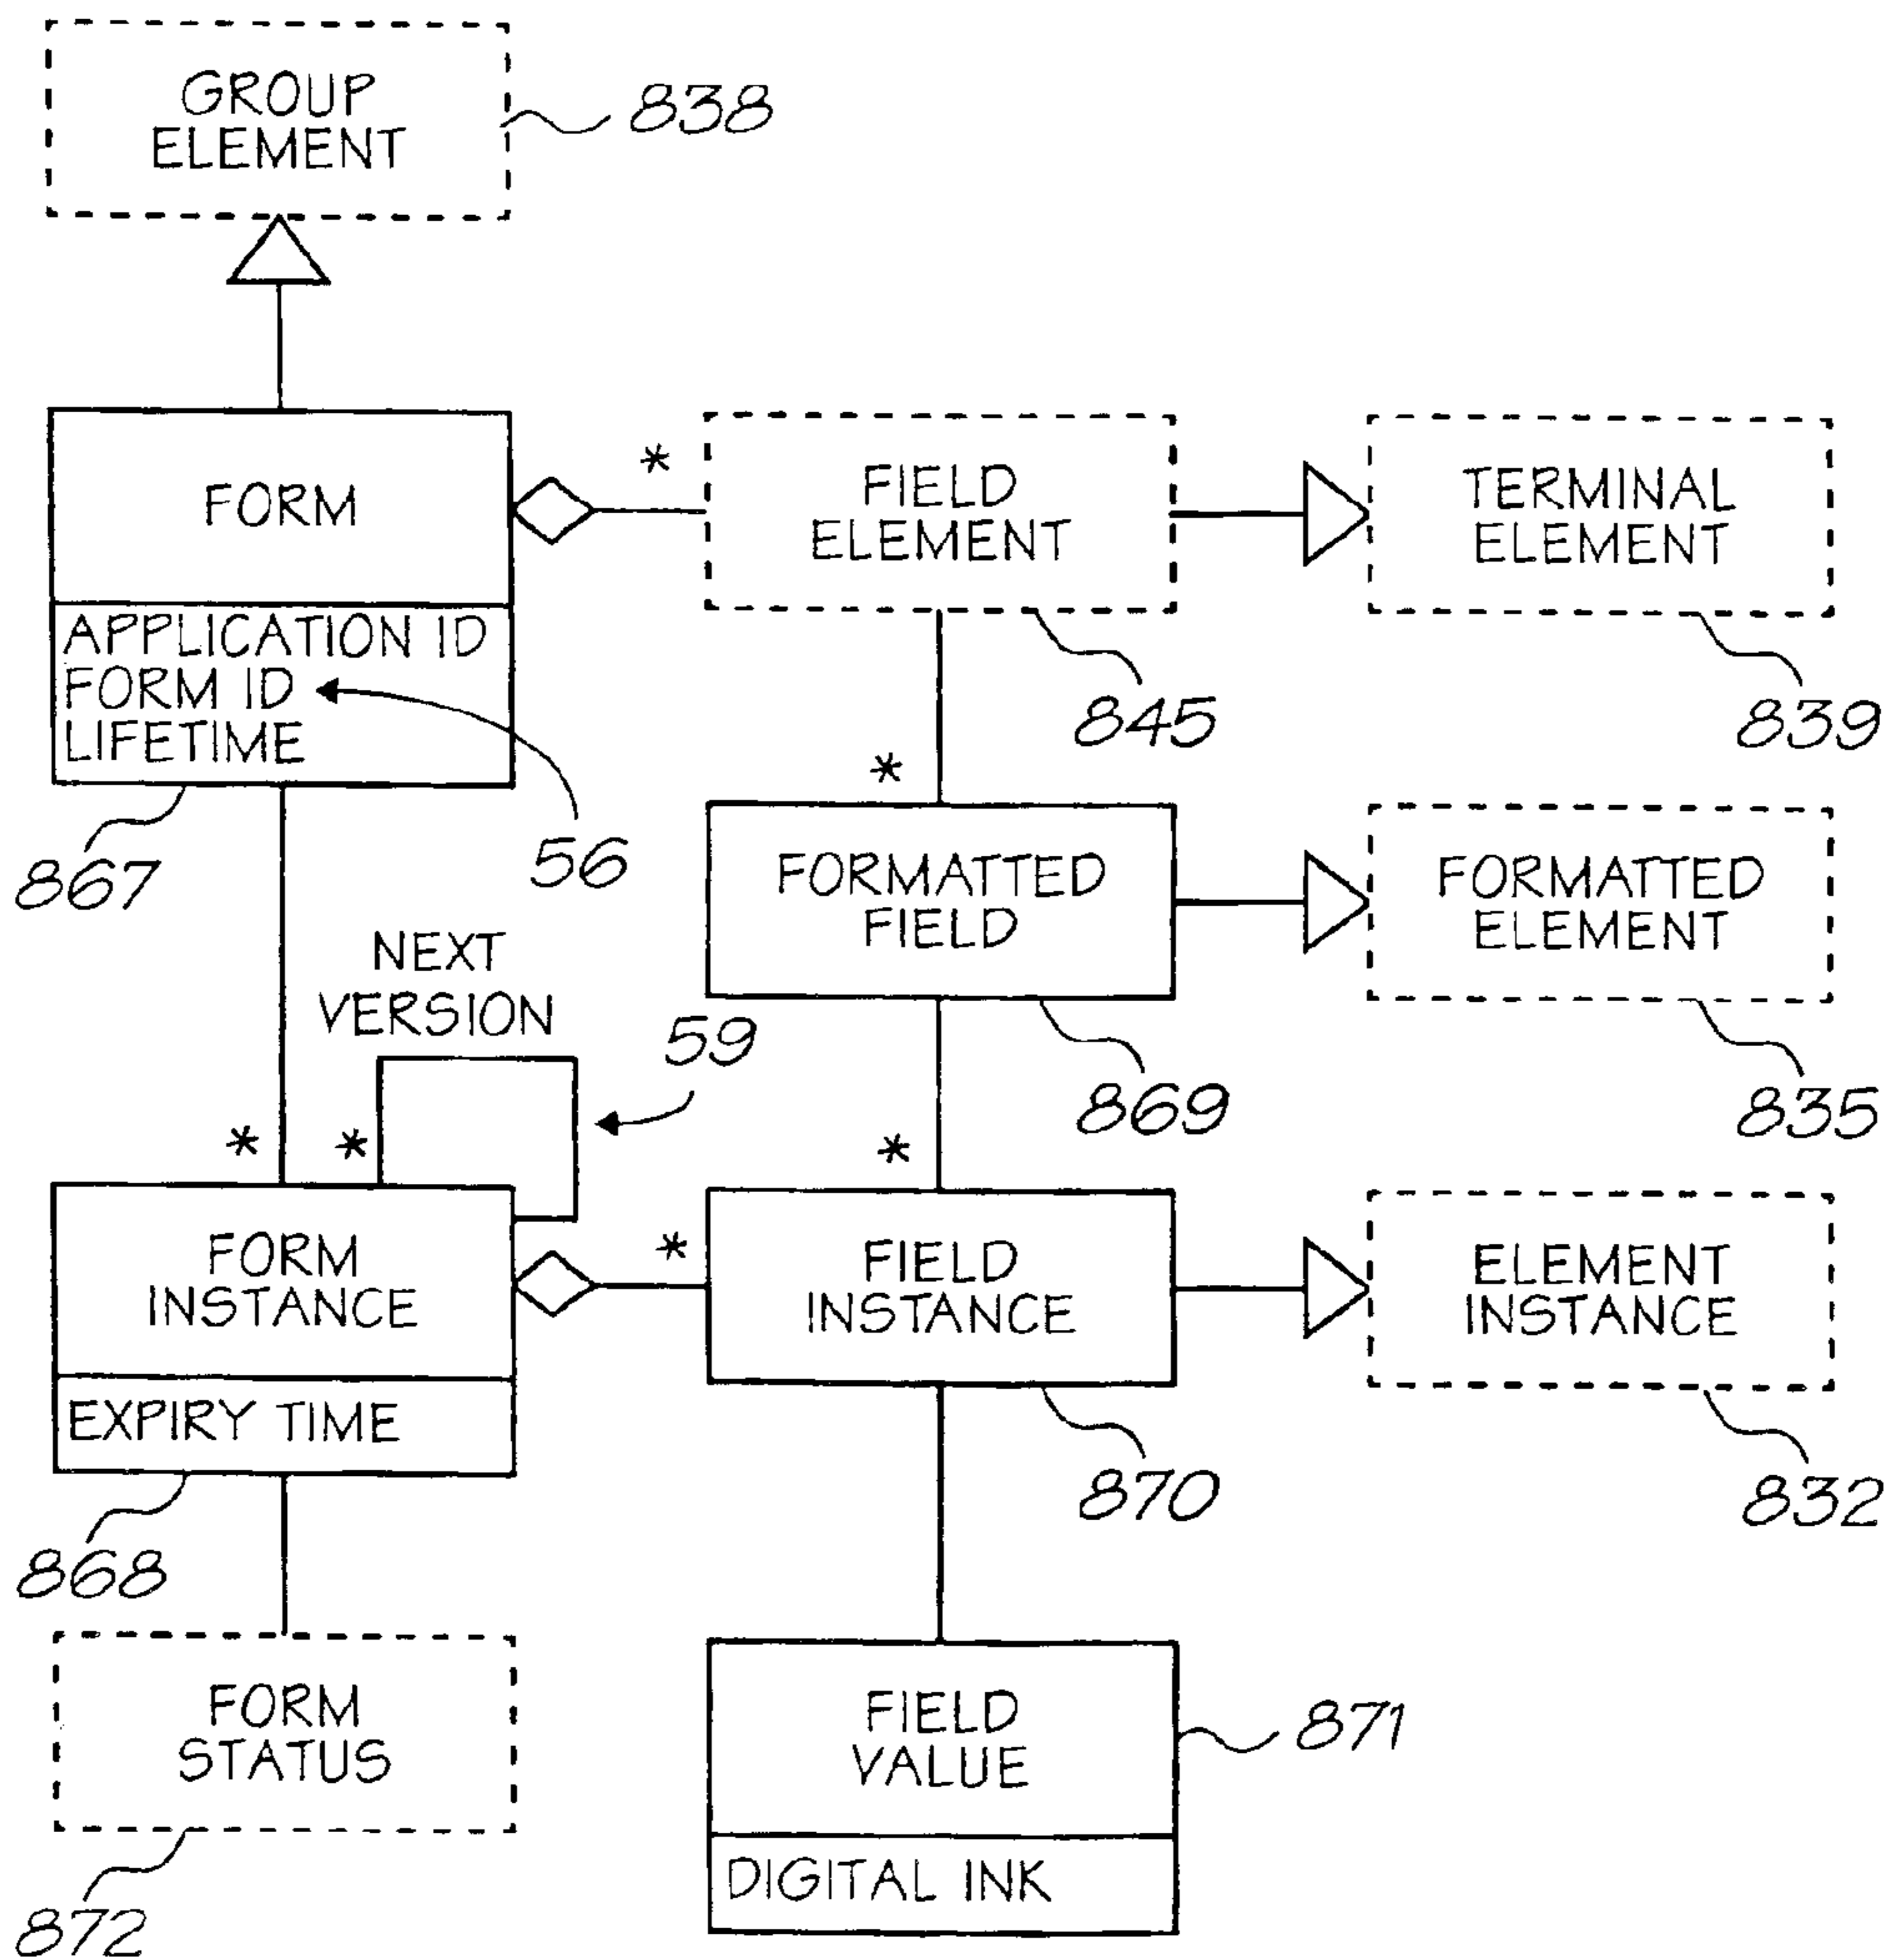 GROUP
ELEMENT
838
FORM
APPLICATION ID
FORM ID
LIFETIME
867
56
*
FIELD
ELEMENT
845
TERMINAL
ELEMENT
839
*
FORMATTED
FIELD
869
FORMATTED
ELEMENT
835
NEXT
VERSION
59
*
*
*
FORM
INSTANCE
EXPIRY TIME
868
*
FIELD
INSTANCE
870
ELEMENT
INSTANCE
832
FORM
STATUS
872
FIELD
VALUE
DIGITAL INK
871